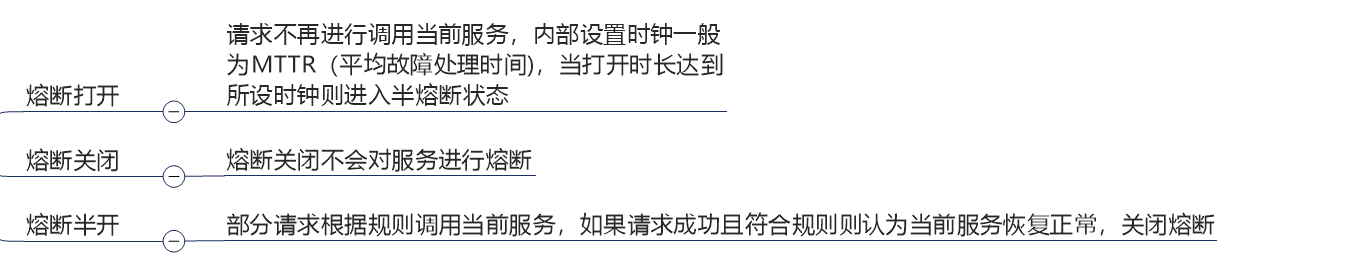 熔断打开
请求不再进行调用当前服务，内部设置时钟一般
为MTTR（平均故障处理时间)，当打开时长达到
所设时钟则进入半熔断状态
熔断关闭
熔断关闭不会对服务进行熔断
熔断半开
部分请求根据规则调用当前服务，如果请求成功且符合规则则认为当前服务恢复正常，关闭熔断